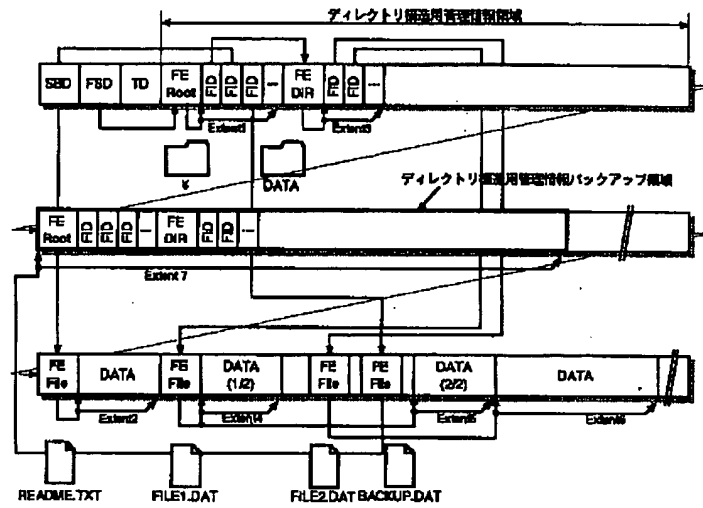 ディレクトリ構造用管理情報領域
SBD FSD TD FE Root FID FID FID ... FE DIR FID FID ...
Extent3
¥ DATA
ディレクトリ構造用管理情報バックアップ領域
FE Root FID FID FID ... FE DIR FID FID ...
Extent 7
FE File DATA FE File DATA (1/2) FE File FE File DATA (2/2) DATA
Extent2 Extent4 Extent5 Extent6
README.TXT FILE1.DAT FILE2.DAT BACKUP.DAT